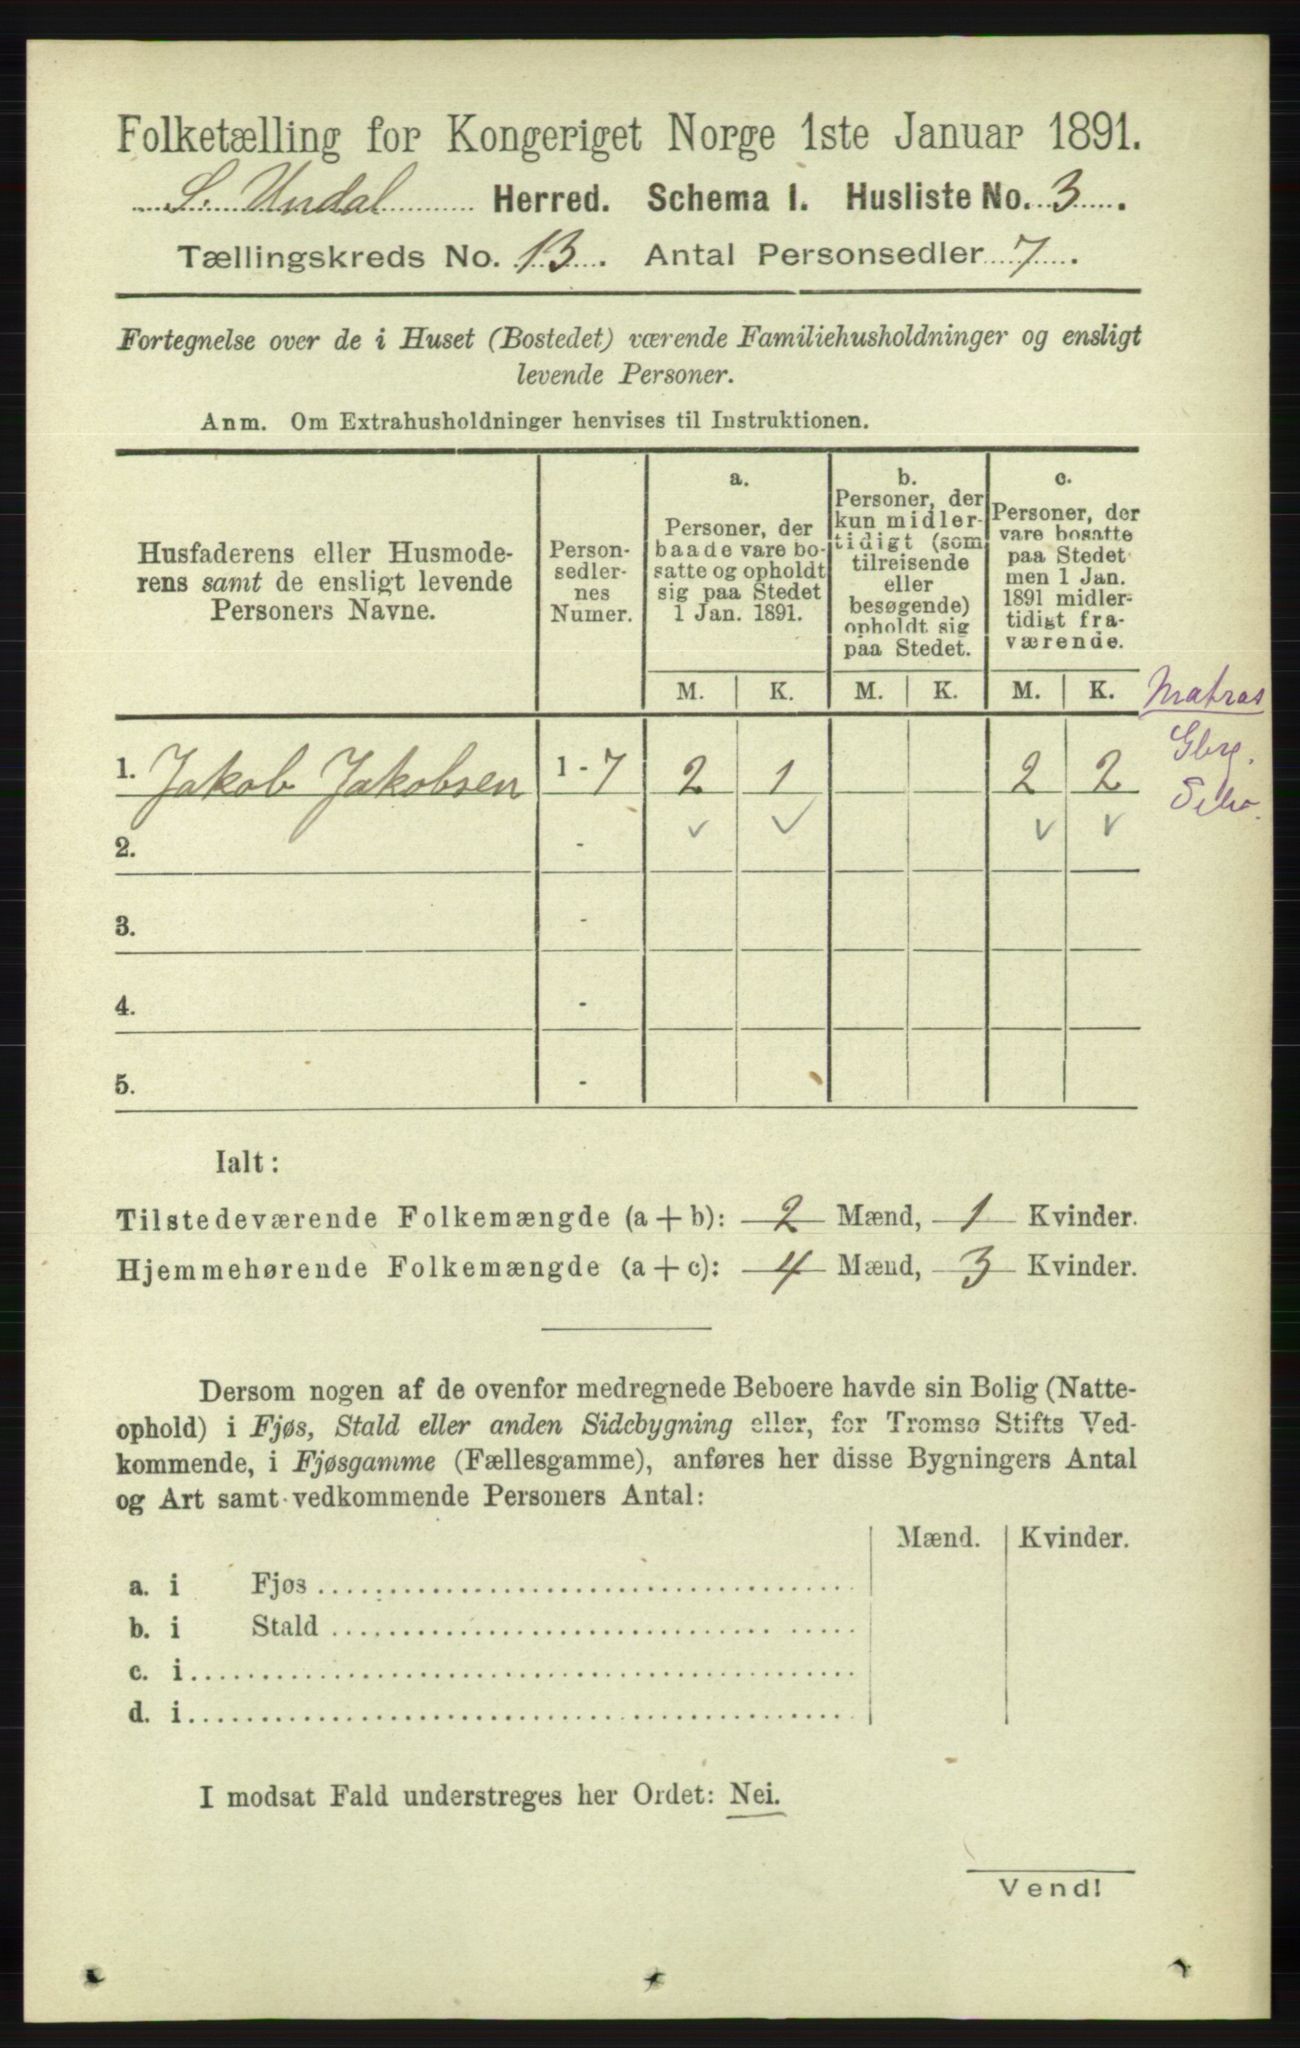 Folketælling for Kongeriget Norge 1ste Januar 1891.
S. Undal Herred. Schema I. Husliste No. 3.
Tællingskreds No. 13. Antal Personsedler 7.
Fortegnelse over de i Huset (Bostedet) værende Familiehusholdninger og ensligt
levende Personer.
Anm. Om Extrahusholdninger henvises til Instruktionen.
Husfaderens eller Husmode-
rens samt de ensligt levende
Personers Navne.
Person-
sedler-
nes
Numer.
a.
Personer, der
baade vare bo-
satte og opholdt
sig paa Stedet
1 Jan. 1891.
b.
Personer, der
kun midler-
tidigt (som
tilreisende
eller
besøgende)
opholdt sig
paa Stedet.
c.
Personer, der
vare bosatte
paa Stedet
men 1 Jan.
1891 midler-
tidigt fra-
værende.
M. K. M. K. M. K.
Matros
Gbrg.
1. Jakob Jakobsen 1 - 7 2 1 2 2
2. -
3. -
4. -
5. -
Ialt:
Tilstedeværende Folkemængde (a + b): 2 Mænd, 1 Kvinder.
Hjemmehørende Folkemængde (a + c): 4 Mænd, 3 Kvinder.
Dersom nogen af de ovenfor medregnede Beboere havde sin Bolig (Natte-
ophold) i Fjøs, Stald eller anden Sidebygning eller, for Tromsø Stifts Ved-
kommende, i Fjøsgamme (Fællesgamme), anføres her disse Bygningers Antal
og Art samt vedkommende Personers Antal:
Mænd. Kvinder.
a. i Fjøs
b. i Stald
c. i
d. i
I modsat Fald understreges her Ordet: Nei.
Vend!